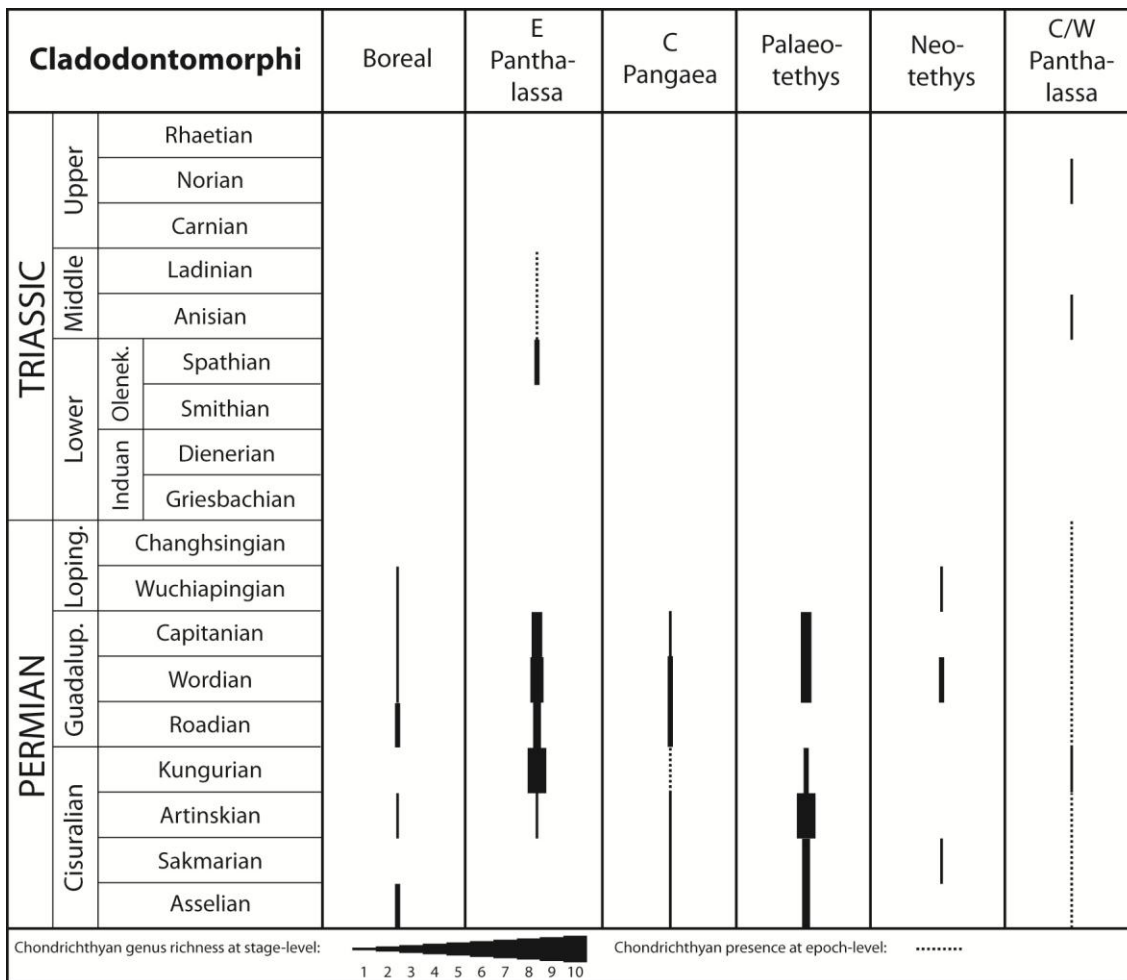 Cladodontomorphi
Boreal
E
Pantha-
lassa
C
Pangaea
Palaeo-
tethys
Neo-
tethys
C/W
Pantha-
lassa
TRIASSIC
Upper
Rhaetian
Norian
Carnian
Middle
Ladinian
Anisian
Lower
Olenek.
Spathian
Smithian
Induan
Dienerian
Griesbachian
PERMIAN
Loping.
Changhsingian
Wuchiapingian
Guadalup.
Capitanian
Wordian
Roadian
Cisuralian
Kungurian
Artinskian
Sakmarian
Asselian
Chondrichthyan genus richness at stage-level:
1 2 3 4 5 6 7 8 9 10
Chondrichthyan presence at epoch-level: